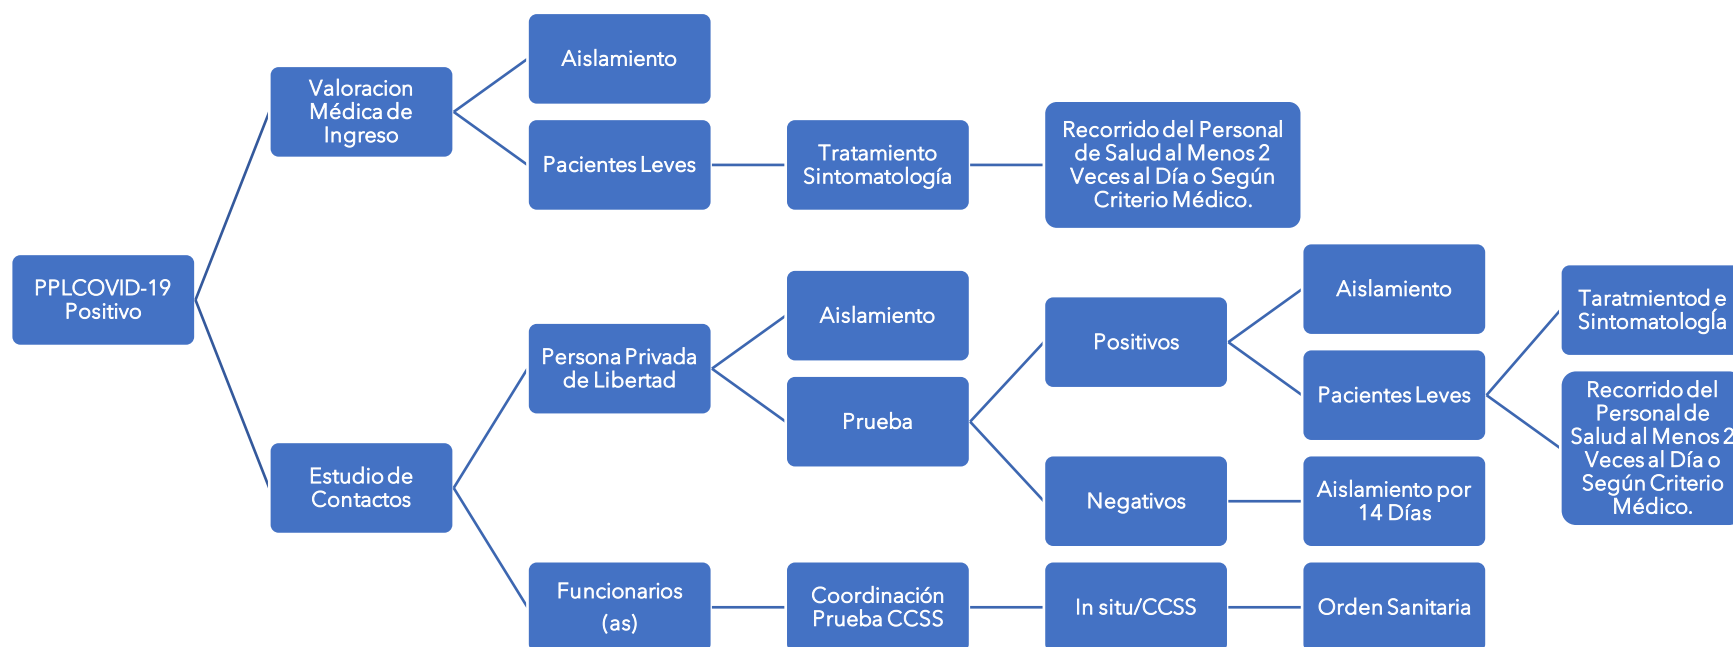 PPLCOVID-19
Positivo
Valoracion
Médica de
Ingreso
Aislamiento
Pacientes Leves
Tratamiento
Sintomatología
Recorrido del Personal
de Salud al Menos 2
Veces al Día o Según
Criterio Médico.
Estudio de
Contactos
Persona Privada
de Libertad
Aislamiento
Prueba
Positivos
Aislamiento
Pacientes Leves
Taratmientod e
Sintomatología
Recorrido del
Personal de
Salud al Menos 2
Veces al Día o
Según Criterio
Médico.
Negativos
Aislamiento por
14 Días
Funcionarios
(as)
Coordinación
Prueba CCSS
In situ/CCSS
Orden Sanitaria